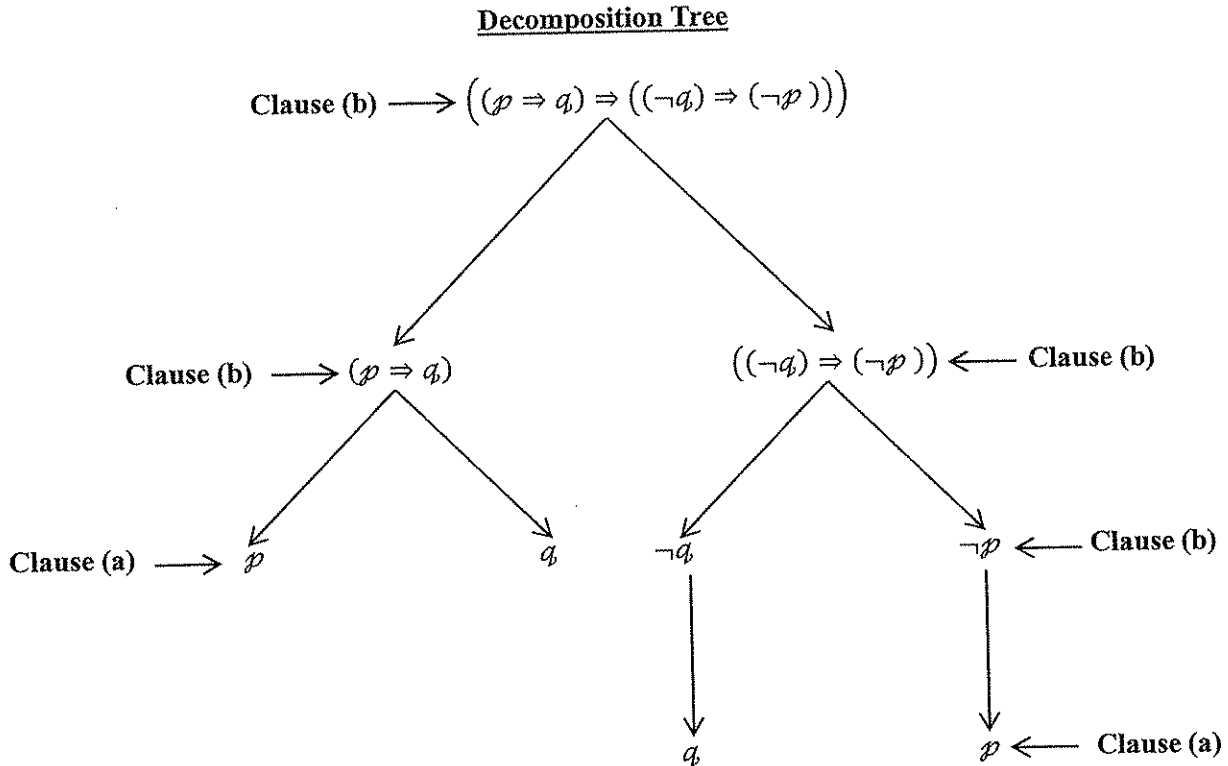 Decomposition Tree
Clause (b) ((p ⇒ q) ⇒ ((¬q) ⇒ (¬p)))
Clause (b) (p ⇒ q) ((¬q) ⇒ (¬p)) Clause (b)
Clause (a) p q ¬q ¬p Clause (b)
q p Clause (a)